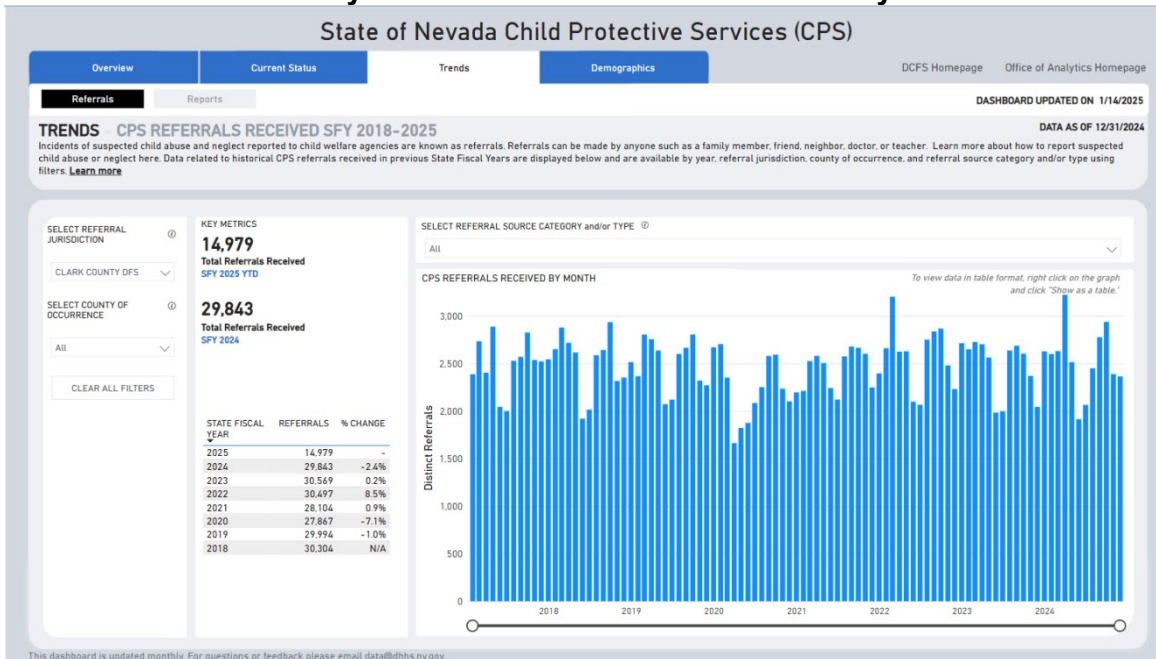 State of Nevada Child Protective Services (CPS)
Overview
Current Status
Trends
Demographics
DCFS Homepage
Office of Analytics Homepage
Referrals
Reports
DASHBOARD UPDATED ON 1/14/2025
TRENDS - CPS REFERRALS RECEIVED SFY 2018-2025
DATA AS OF 12/31/2024
Incidents of suspected child abuse and neglect reported to child welfare agencies are known as referrals. Referrals can be made by anyone such as a family member, friend, neighbor, doctor, or teacher. Learn more about how to report suspected
child abuse or neglect here. Data related to historical CPS referrals received in previous State Fiscal Years are displayed below and are available by year, referral jurisdiction, county of occurrence, and referral source category and/or type using
filters. Learn more
SELECT REFERRAL
JURISDICTION
CLARK COUNTY DFS
SELECT COUNTY OF
OCCURRENCE
All
CLEAR ALL FILTERS
KEY METRICS
14,979
Total Referrals Received
SFY 2025 YTD
29,843
Total Referrals Received
SFY 2024
STATE FISCAL YEAR REFERRALS % CHANGE
2025 14,979 -
2024 29,843 -2.4%
2023 30,569 0.2%
2022 30,497 8.5%
2021 28,104 0.9%
2020 27,867 -7.1%
2019 29,994 -1.0%
2018 30,304 N/A
SELECT REFERRAL SOURCE CATEGORY and/or TYPE
All
CPS REFERRALS RECEIVED BY MONTH
To view data in table format, right click on the graph
and click "Show as a table."
Distinct Referrals
3,000
2,500
2,000
1,500
1,000
500
0
2018 2019 2020 2021 2022 2023 2024
This dashboard is updated monthly. For questions or feedback please email data@dhhs.nv.gov.